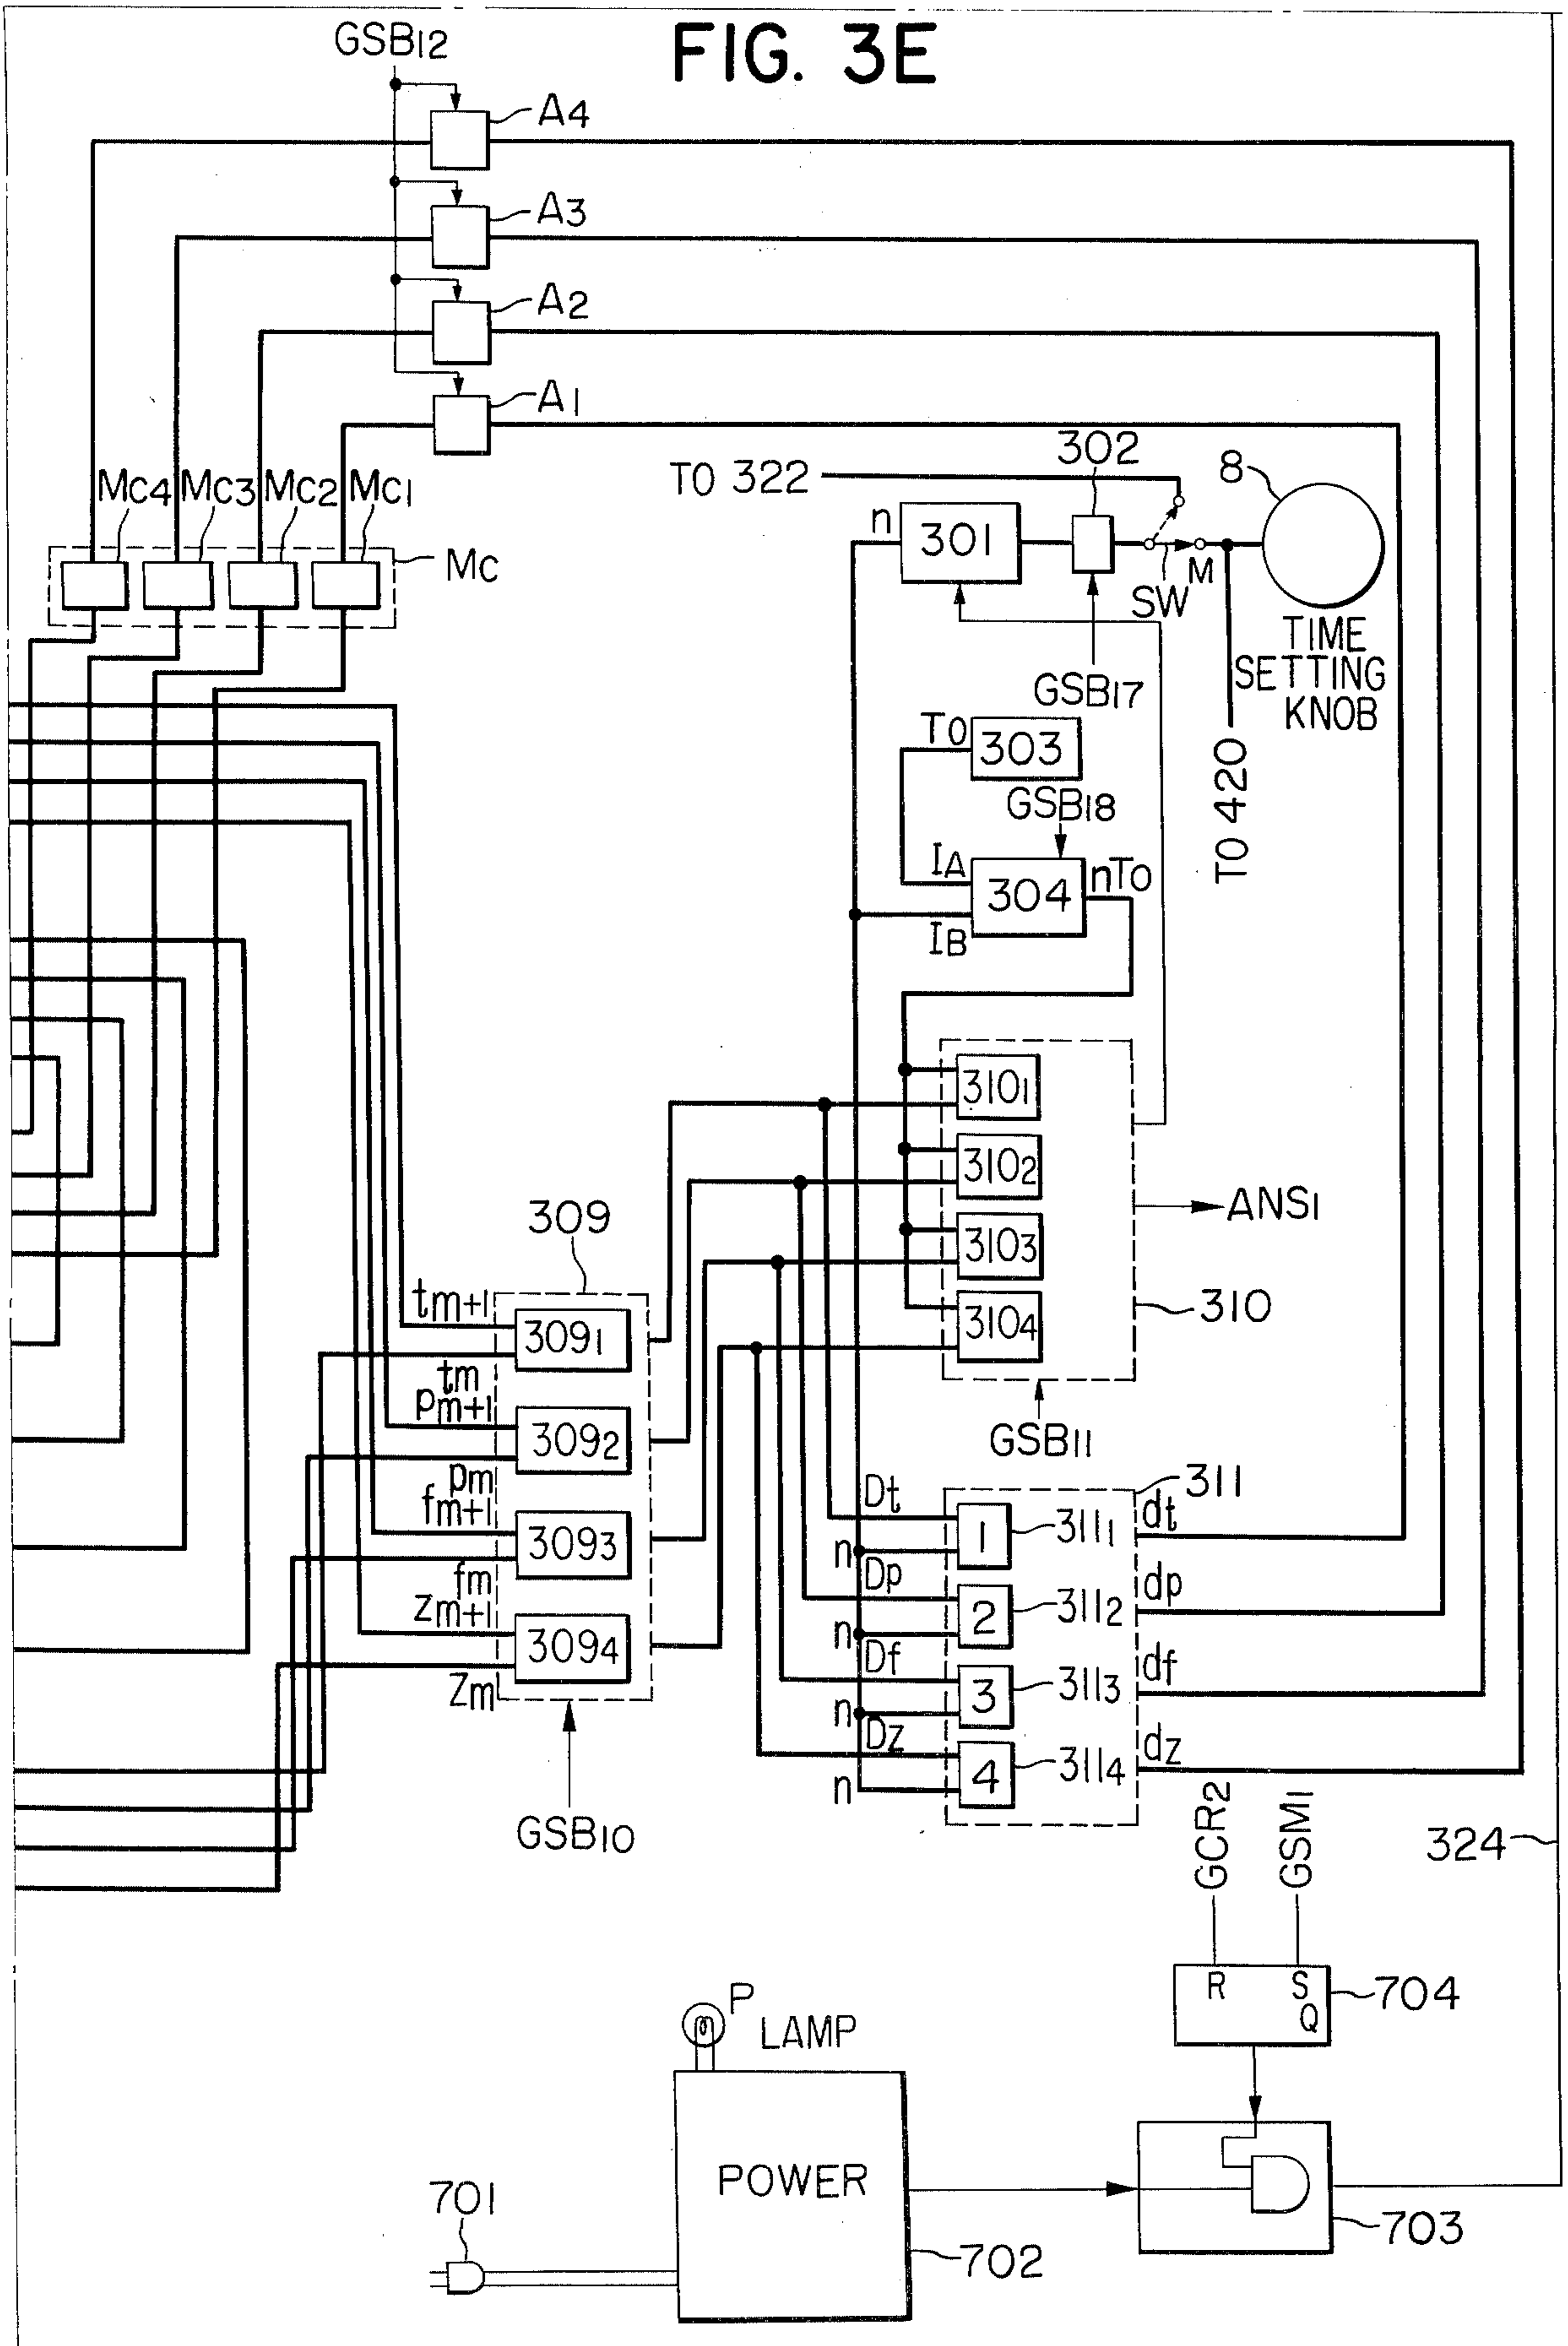 FIG. 3E
GSB12
A4
A3
A2
A1
TO 322
302
8
MC4 MC3 MC2 MC1
MC
n
301
SW
M
TIME
SETTING
KNOB
GSB17
TO 420
TO
303
GSB18
IA
304
nTO
IB
3101
3102
3103
3104
ANS1
310
GSB11
309
tm+1
3091
tm
pm+1
3092
pm
fm+1
3093
fm
zm+1
3094
zm
GSB10
311
Dt
1
3111
dt
n
Dp
2
3112
dp
n
Df
3
3113
df
n
Dz
4
3114
dz
n
GCR2
GSM1
324
R S
Q
704
P
LAMP
POWER
701
702
703